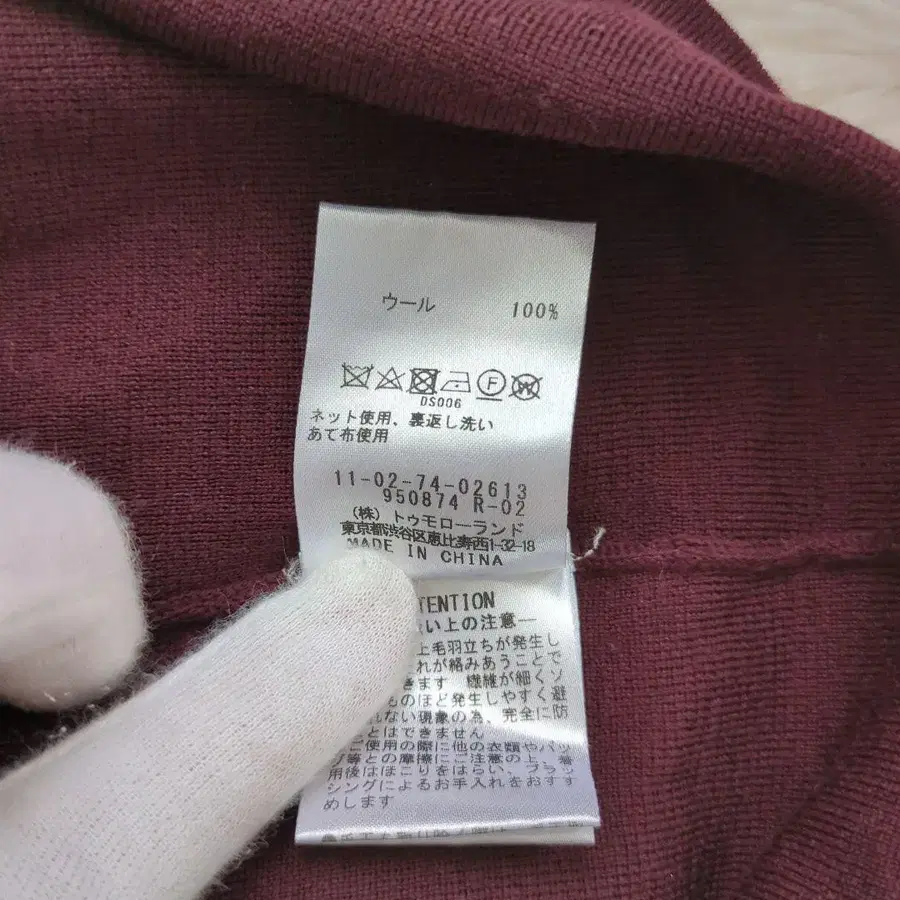 ウール 100%
F W
DS006
ネット使用、裏返し洗い
あて布使用
11-02-74-02613
950874 R-02
(株)トゥモローランド
東京都渋谷区恵比寿西1-32-18
MADE IN CHINA
TENTION
い上の注意―
上毛羽立ちが発生し
れが絡みあうことで
きます 繊維が細くソ
ものほど発生しやすく避
れない現象の為、完全に防
ことはできません
ご使用の際に他の衣類やバッ
グ等との摩擦にご注意の上、着
用後はほこりをはらい、ブラッ
シングによるお手入れをおすす
めします